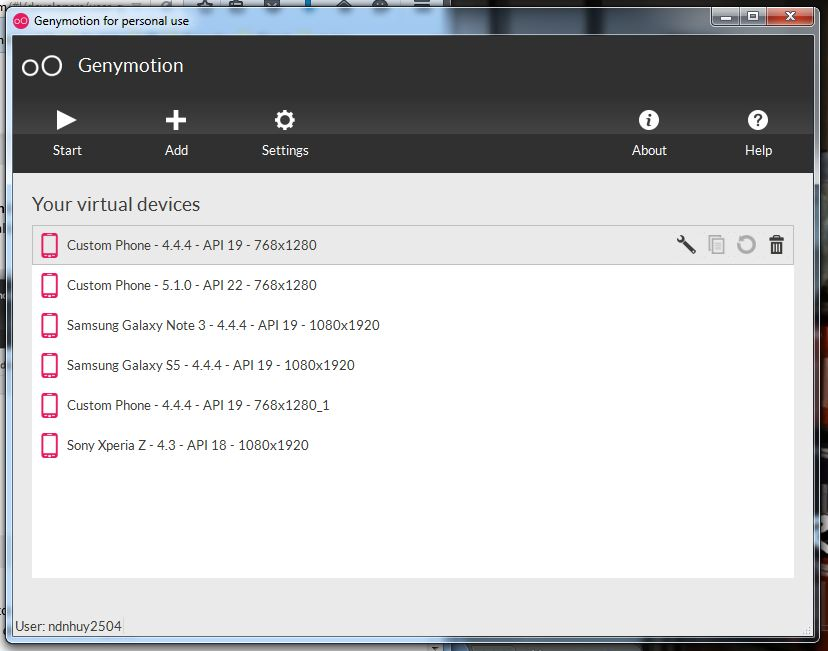 Genymotion for personal use
Genymotion
Start
Add
Settings
About
Help
Your virtual devices
Custom Phone - 4.4.4 - API 19 - 768x1280
Custom Phone - 5.1.0 - API 22 - 768x1280
Samsung Galaxy Note 3 - 4.4.4 - API 19 - 1080x1920
Samsung Galaxy S5 - 4.4.4 - API 19 - 1080x1920
Custom Phone - 4.4.4 - API 19 - 768x1280_1
Sony Xperia Z - 4.3 - API 18 - 1080x1920
User: ndnhuy2504